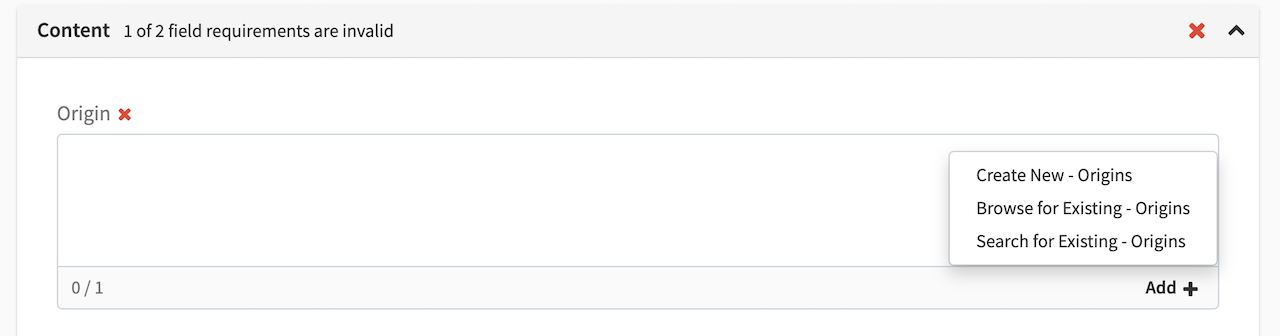 Content 1 of 2 field requirements are invalid
Origin
Create New - Origins
Browse for Existing - Origins
Search for Existing - Origins
0 / 1
Add